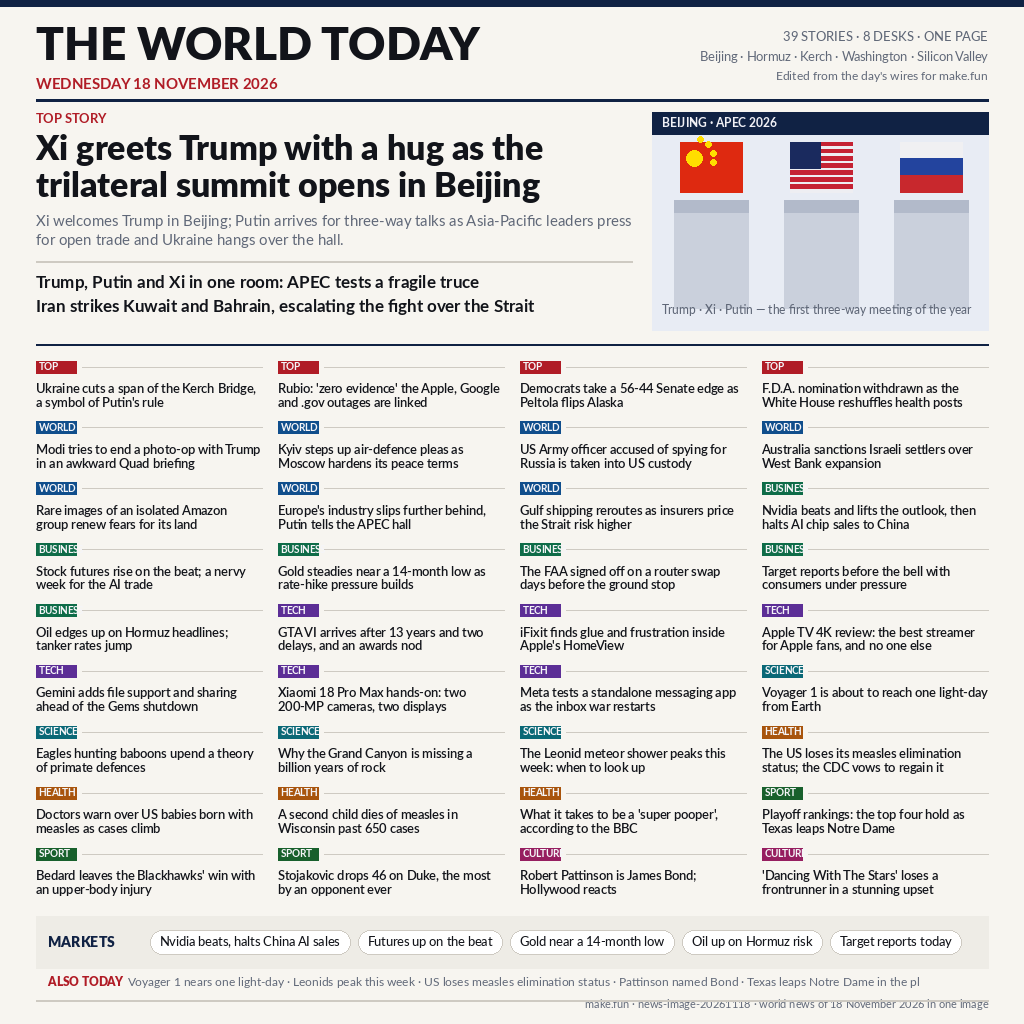 THE WORLD TODAY
WEDNESDAY 18 NOVEMBER 2026
39 STORIES · 8 DESKS · ONE PAGE
Beijing · Hormuz · Kerch · Washington · Silicon Valley
Edited from the day's wires for make.fun
TOP STORY
Xi greets Trump with a hug as the
trilateral summit opens in Beijing
Xi welcomes Trump in Beijing; Putin arrives for three-way talks as Asia-Pacific leaders press
for open trade and Ukraine hangs over the hall.
Trump, Putin and Xi in one room: APEC tests a fragile truce
Iran strikes Kuwait and Bahrain, escalating the fight over the Strait
BEIJING · APEC 2026
Trump · Xi · Putin — the first three-way meeting of the year
TOP
Ukraine cuts a span of the Kerch Bridge,
a symbol of Putin's rule
TOP
Rubio: 'zero evidence' the Apple, Google
and .gov outages are linked
TOP
Democrats take a 56-44 Senate edge as
Peltola flips Alaska
TOP
F.D.A. nomination withdrawn as the
White House reshuffles health posts
WORLD
Modi tries to end a photo-op with Trump
in an awkward Quad briefing
WORLD
Kyiv steps up air-defence pleas as
Moscow hardens its peace terms
WORLD
US Army officer accused of spying for
Russia is taken into US custody
WORLD
Australia sanctions Israeli settlers over
West Bank expansion
WORLD
Rare images of an isolated Amazon
group renew fears for its land
WORLD
Europe's industry slips further behind,
Putin tells the APEC hall
WORLD
Gulf shipping reroutes as insurers price
the Strait risk higher
BUSINES
Nvidia beats and lifts the outlook, then
halts AI chip sales to China
BUSINES
Stock futures rise on the beat; a nervy
week for the AI trade
BUSINES
Gold steadies near a 14-month low as
rate-hike pressure builds
BUSINES
The FAA signed off on a router swap
days before the ground stop
BUSINES
Target reports before the bell with
consumers under pressure
BUSINES
Oil edges up on Hormuz headlines;
tanker rates jump
TECH
GTA VI arrives after 13 years and two
delays, and an awards nod
TECH
iFixit finds glue and frustration inside
Apple's HomeView
TECH
Apple TV 4K review: the best streamer
for Apple fans, and no one else
TECH
Gemini adds file support and sharing
ahead of the Gems shutdown
TECH
Xiaomi 18 Pro Max hands-on: two
200-MP cameras, two displays
TECH
Meta tests a standalone messaging app
as the inbox war restarts
SCIENCE
Voyager 1 is about to reach one light-day
from Earth
SCIENCE
Eagles hunting baboons upend a theory
of primate defences
SCIENCE
Why the Grand Canyon is missing a
billion years of rock
SCIENCE
The Leonid meteor shower peaks this
week: when to look up
HEALTH
The US loses its measles elimination
status; the CDC vows to regain it
HEALTH
Doctors warn over US babies born with
measles as cases climb
HEALTH
A second child dies of measles in
Wisconsin past 650 cases
HEALTH
What it takes to be a 'super pooper',
according to the BBC
SPORT
Playoff rankings: the top four hold as
Texas leaps Notre Dame
SPORT
Bedard leaves the Blackhawks' win with
an upper-body injury
SPORT
Stojakovic drops 46 on Duke, the most
by an opponent ever
CULTUR
Robert Pattinson is James Bond;
Hollywood reacts
CULTUR
'Dancing With The Stars' loses a
frontrunner in a stunning upset
MARKETS
Nvidia beats, halts China AI sales
Futures up on the beat
Gold near a 14-month low
Oil up on Hormuz risk
Target reports today
ALSO TODAY Voyager 1 nears one light-day · Leonids peak this week · US loses measles elimination status · Pattinson named Bond · Texas leaps Notre Dame in the pl
make.fun · news-image-20261118 · world news of 18 November 2026 in one image